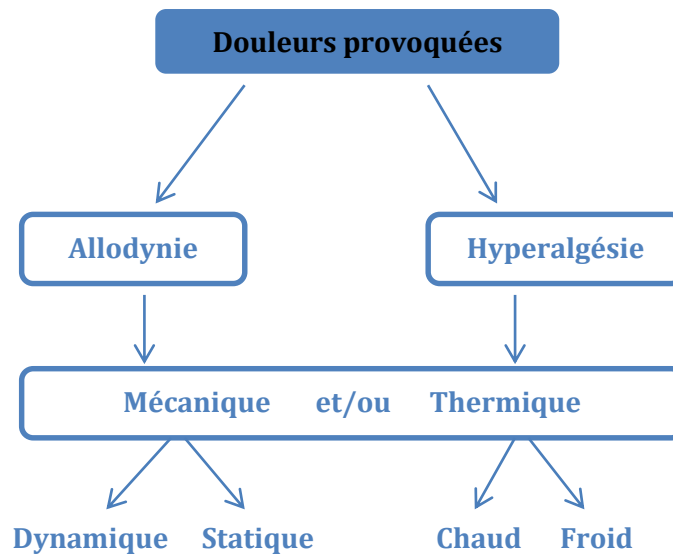 Douleurs provoquées
Allodynie Hyperalgésie
Mécanique et/ou Thermique
Dynamique Statique Chaud Froid